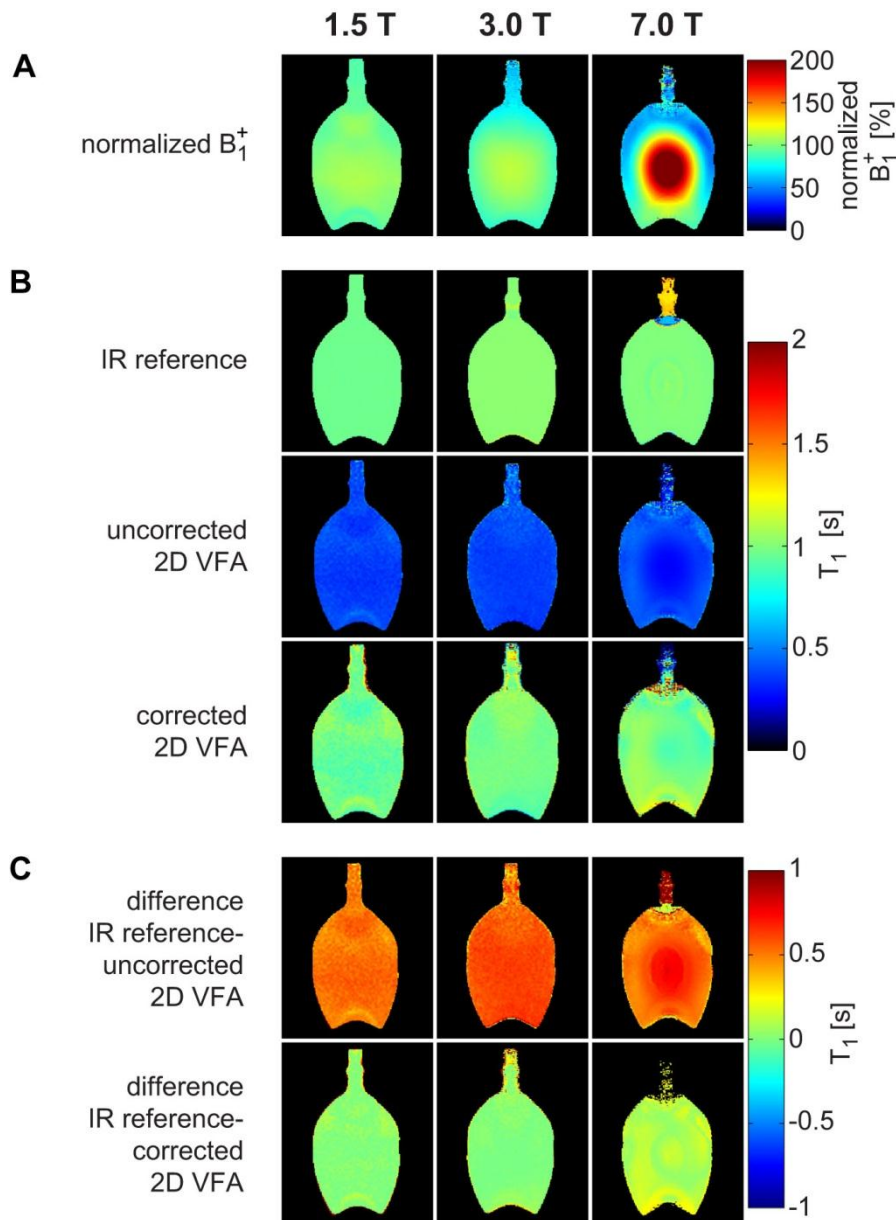 1.5 T 3.0 T 7.0 T
A
normalized B₁⁺
200
150
100
50
0
normalized
B₁⁺ [%]
B
IR reference
uncorrected
2D VFA
corrected
2D VFA
2
1.5
1
0.5
0
T₁ [s]
C
difference
IR reference-
uncorrected
2D VFA
difference
IR reference-
corrected
2D VFA
1
0.5
0
-0.5
-1
T₁ [s]